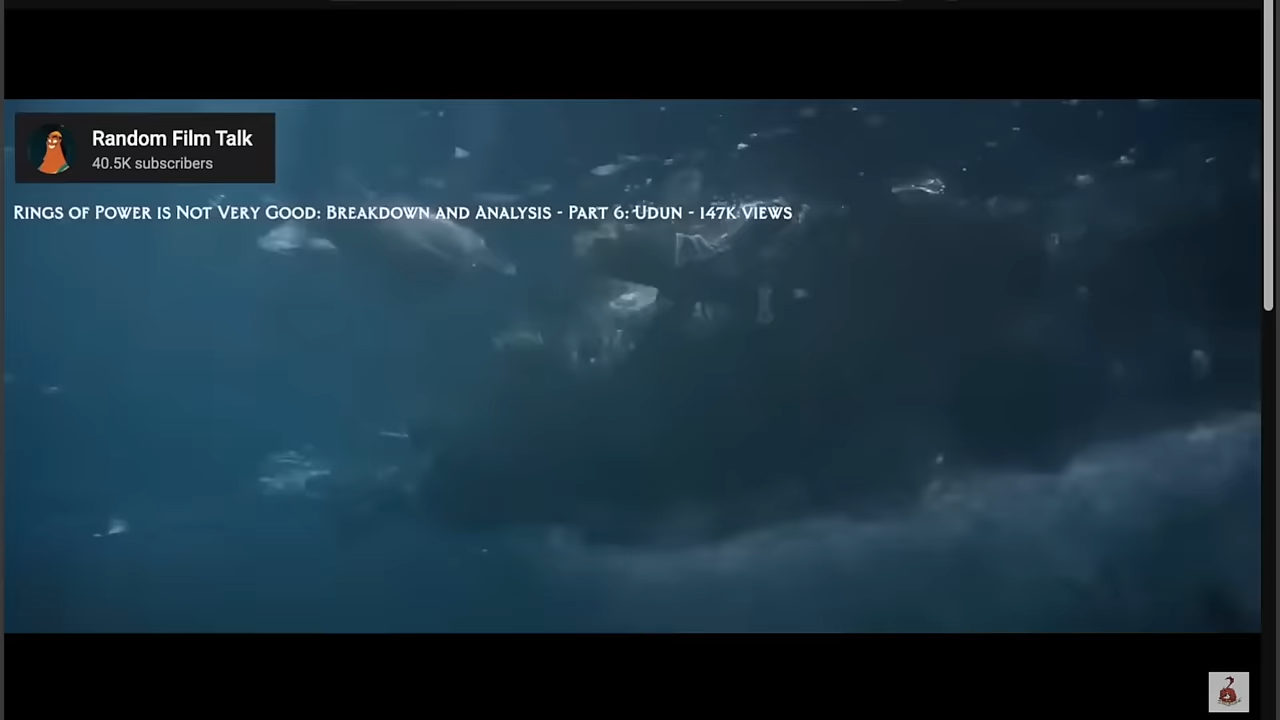 Random Film Talk
40.5K subscribers
Rings of Power is Not Very Good: Breakdown and Analysis - Part 6: Udun - 147k views